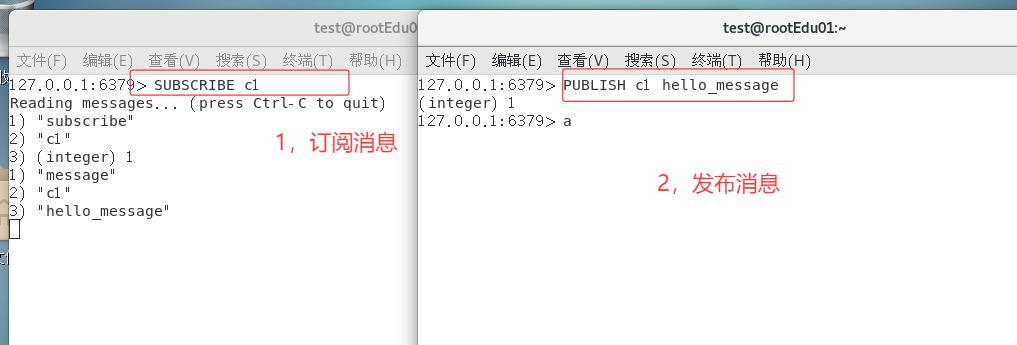 test@rootEdu0
文件(F) 编辑(E) 查看(V) 搜索(S) 终端(T) 帮助(H)
127.0.0.1:6379> SUBSCRIBE c1
Reading messages... (press Ctrl-C to quit)
1) "subscribe"
2) "c1"
3) (integer) 1
1) "message"
2) "c1"
3) "hello_message"
1，订阅消息
test@rootEdu01:~
文件(F) 编辑(E) 查看(V) 搜索(S) 终端(T) 帮助(H)
127.0.0.1:6379> PUBLISH c1 hello_message
(integer) 1
127.0.0.1:6379> a
2，发布消息